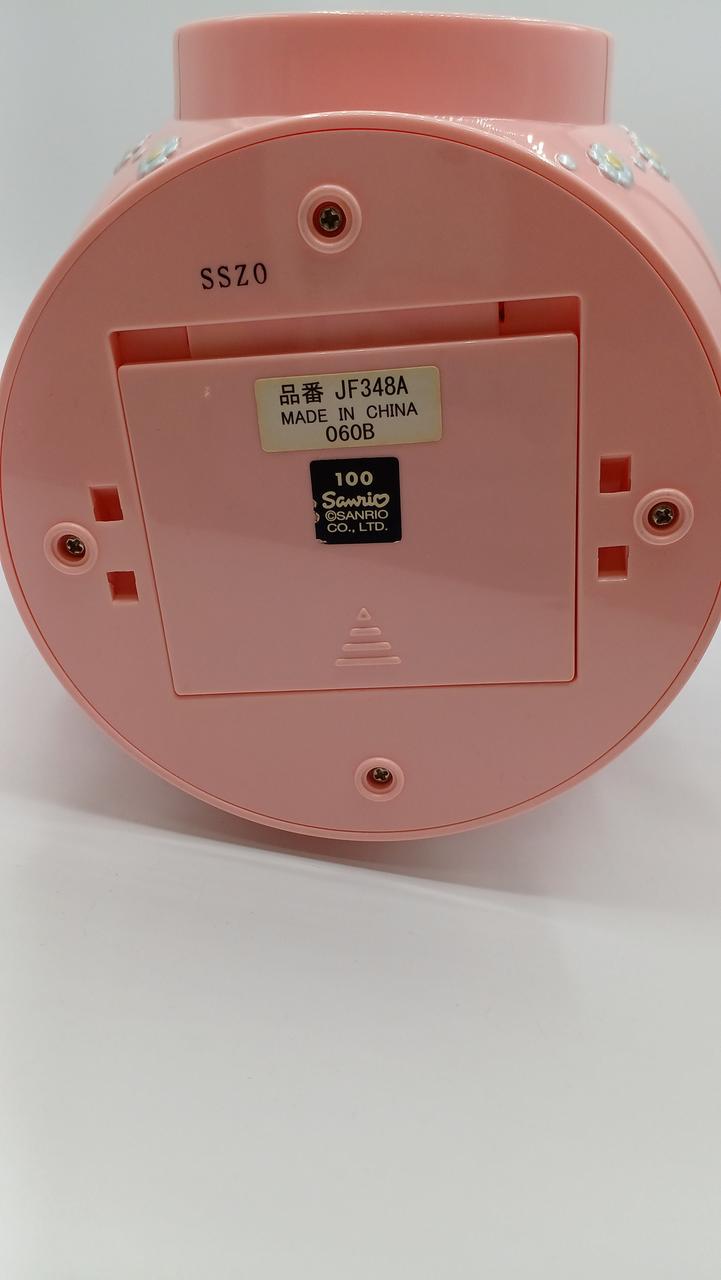 SSZ0
品番 JF348A
MADE IN CHINA
060B
100
Sanrio
©SANRIO
CO., LTD.